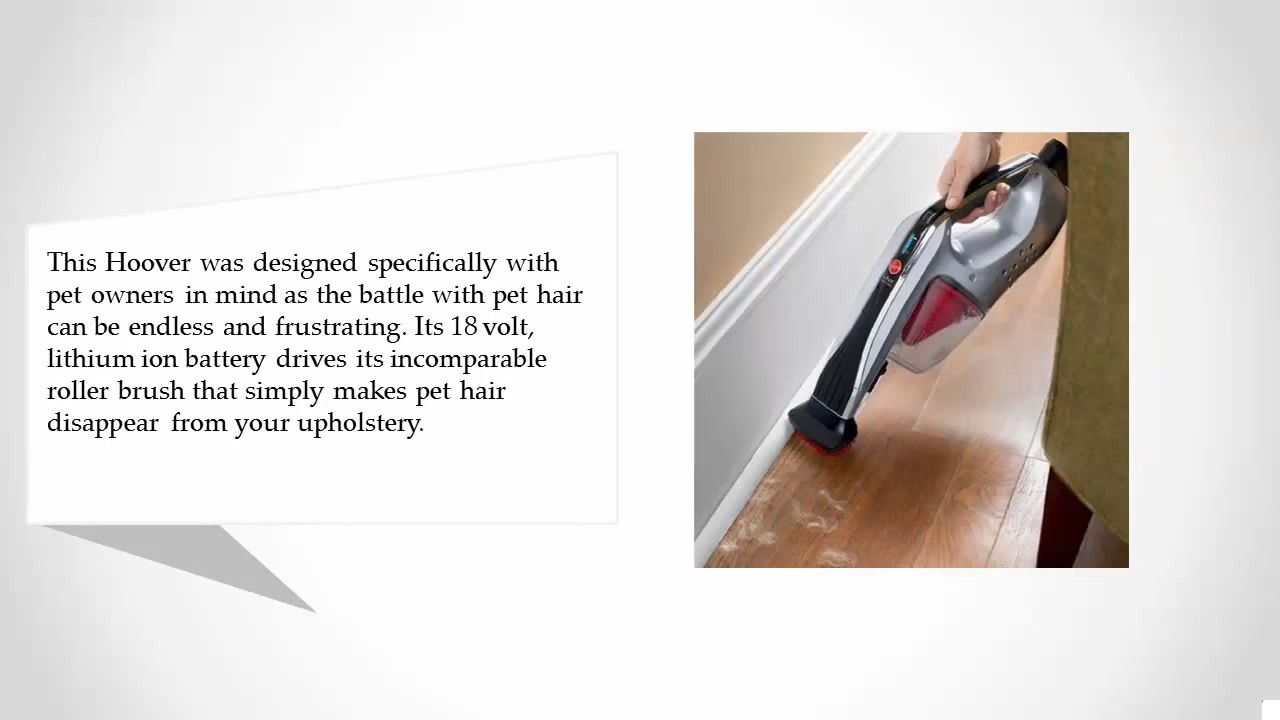 This Hoover was designed specifically with
pet owners in mind as the battle with pet hair
can be endless and frustrating. Its 18 volt,
lithium ion battery drives its incomparable
roller brush that simply makes pet hair
disappear from your upholstery.